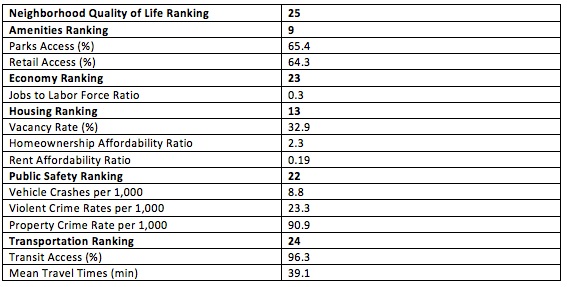 Neighborhood Quality of Life Ranking 25
Amenities Ranking 9
Parks Access (%) 65.4
Retail Access (%) 64.3
Economy Ranking 23
Jobs to Labor Force Ratio 0.3
Housing Ranking 13
Vacancy Rate (%) 32.9
Homeownership Affordability Ratio 2.3
Rent Affordability Ratio 0.19
Public Safety Ranking 22
Vehicle Crashes per 1,000 8.8
Violent Crime Rates per 1,000 23.3
Property Crime Rate per 1,000 90.9
Transportation Ranking 24
Transit Access (%) 96.3
Mean Travel Times (min) 39.1